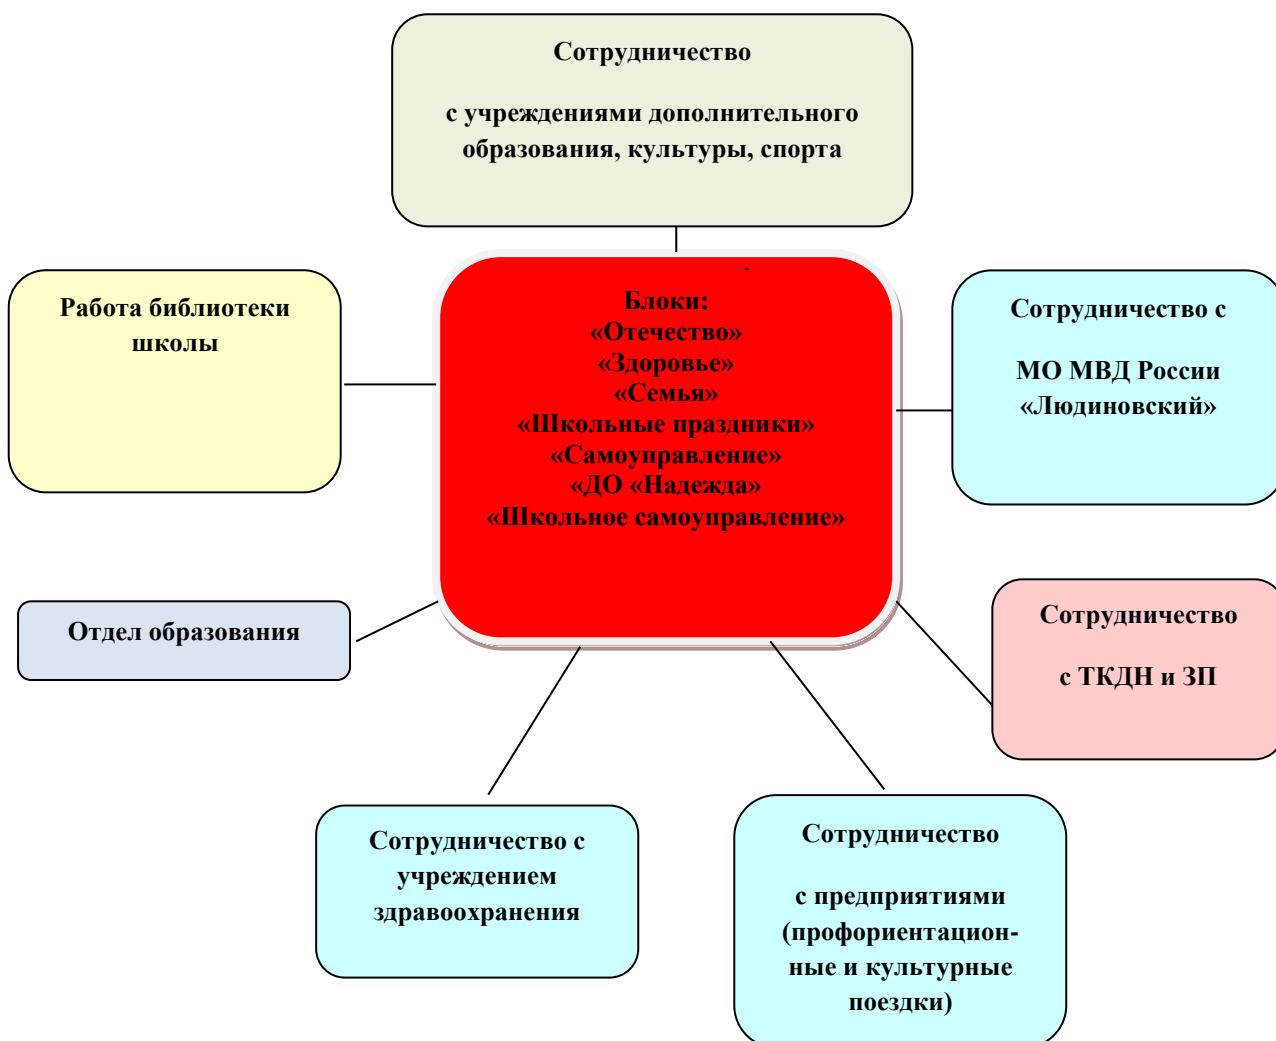 Сотрудничество
с учреждениями дополнительного
образования, культуры, спорта
Работа библиотеки
школы
Блоки:
«Отечество»
«Здоровье»
«Семья»
«Школьные праздники»
«Самоуправление»
«ДО «Надежда»
«Школьное самоуправление»
Сотрудничество с
МО МВД России
«Людиновский»
Отдел образования
Сотрудничество
с ТКДН и ЗП
Сотрудничество с
учреждением
здравоохранения
Сотрудничество
с предприятиями
(профориентацион-
ные и культурные
поездки)